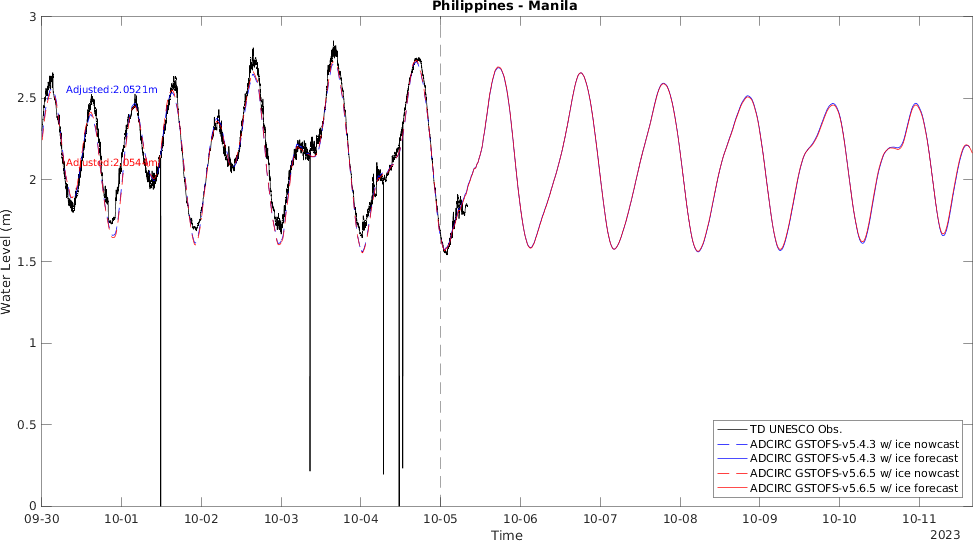 Philippines - Manila
3
2.5
2
1.5
1
0.5
0
Water Level (m)
Adjusted:2.0521m
Adjusted:2.0544m
TD UNESCO Obs.
ADCIRC GSTOFS-v5.4.3 w/ ice nowcast
ADCIRC GSTOFS-v5.4.3 w/ ice forecast
ADCIRC GSTOFS-v5.6.5 w/ ice nowcast
ADCIRC GSTOFS-v5.6.5 w/ ice forecast
09-30 10-01 10-02 10-03 10-04 10-05 10-06 10-07 10-08 10-09 10-10 10-11
Time
2023